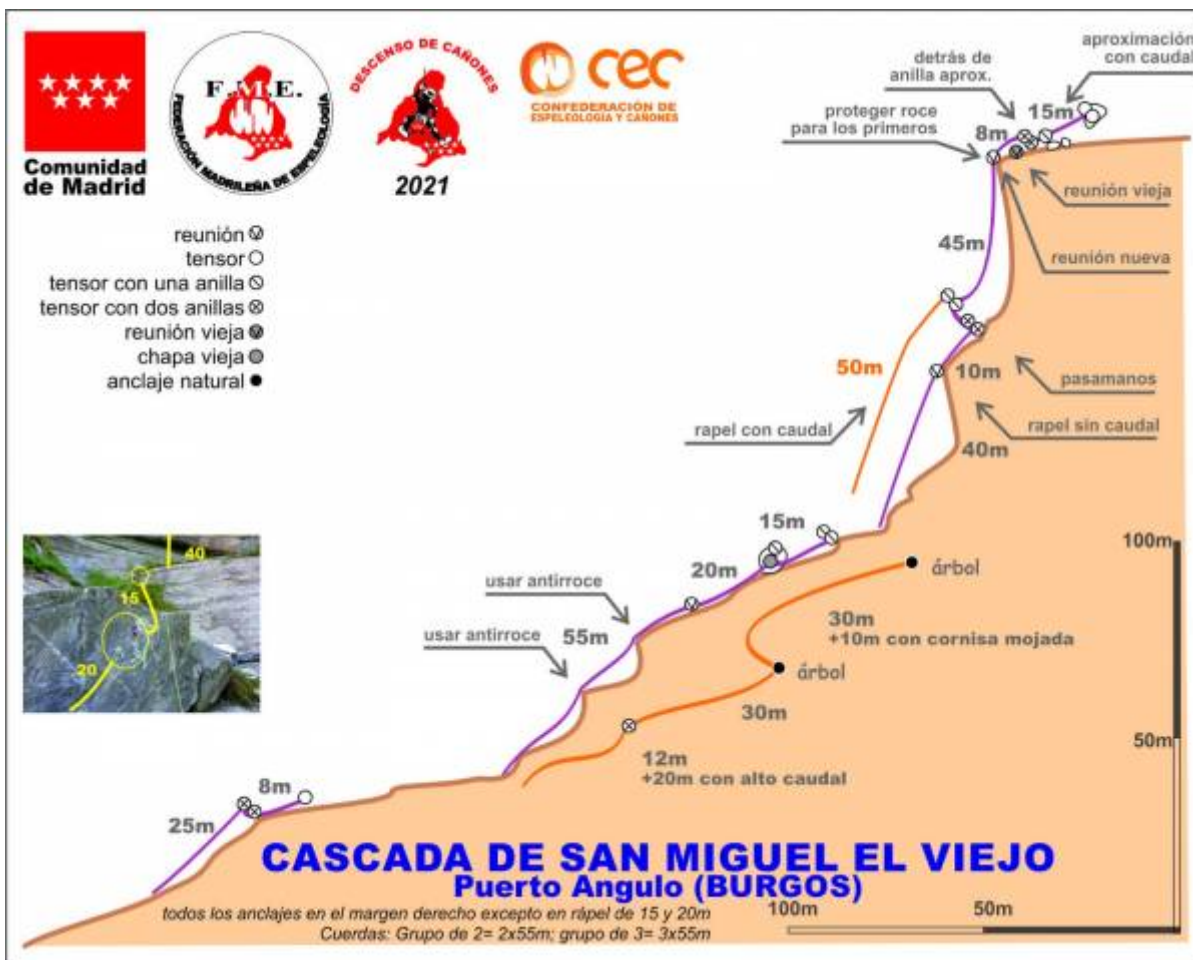 Comunidad
de Madrid
F.M.E.
FEDERACIÓN MADRILEÑA DE ESPELEOLOGÍA
DESCENSO DE CAÑONES
2021
cec
CONFEDERACIÓN DE
ESPELEOLOGÍA Y CAÑONES
reunión
tensor
tensor con una anilla
tensor con dos anillas
reunión vieja
chapa vieja
anclaje natural
aproximación
con caudal
detrás de
anilla aprox.
proteger roce
para los primeros
15m
8m
reunión vieja
reunión nueva
45m
50m
10m
pasamanos
rapel con caudal
rapel sin caudal
40m
15m
20m
usar antirroce
usar antirroce
55m
árbol
30m
+10m con cornisa mojada
árbol
30m
12m
+20m con alto caudal
100m
50m
40
15
20
8m
25m
CASCADA DE SAN MIGUEL EL VIEJO
Puerto Angulo (BURGOS)
todos los anclajes en el margen derecho excepto en rápel de 15 y 20m
Cuerdas: Grupo de 2= 2x55m; grupo de 3= 3x55m
100m
50m